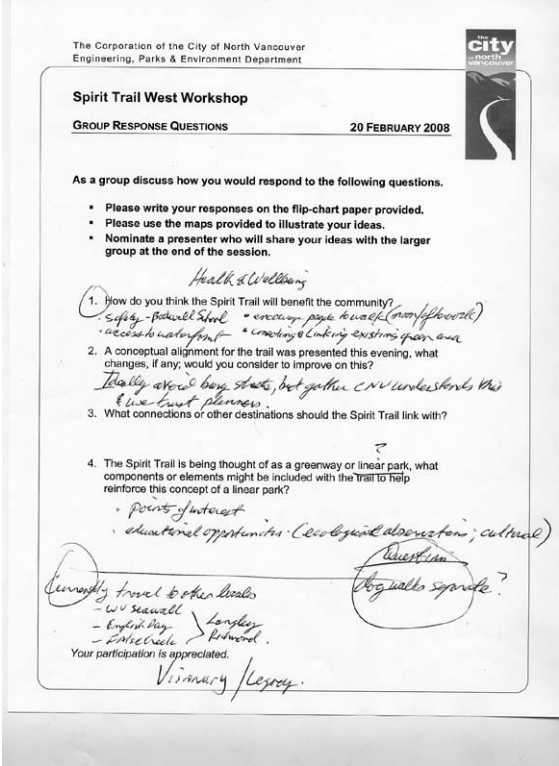 The Corporation of the City of North Vancouver
Engineering, Parks & Environment Department
the
city
of north
vancouver
Spirit Trail West Workshop
GROUP RESPONSE QUESTIONS 20 FEBRUARY 2008
As a group discuss how you would respond to the following questions.
• Please write your responses on the flip-chart paper provided.
• Please use the maps provided to illustrate your ideas.
• Nominate a presenter who will share your ideas with the larger
group at the end of the session.
Health & Wellbeing
1. How do you think the Spirit Trail will benefit the community?
• safety - Bodwell School • encourage people to walk
• access to waterfront • connecting & linking existing green area
2. A conceptual alignment for the trail was presented this evening, what
changes, if any; would you consider to improve on this?
Ideally avoid busy streets, but gather CNV understands this
& we trust planners.
3. What connections or other destinations should the Spirit Trail link with?
?
4. The Spirit Trail is being thought of as a greenway or linear park, what
components or elements might be included with the trail to help
reinforce this concept of a linear park?
• points of interest
• educational opportunities (ecological observations; cultural)
Question
Currently travel to other locales dog walks separate?
- WV seawall
- English Bay Langley
- False Creek Richmond.
Your participation is appreciated.
Visionary / Legacy.